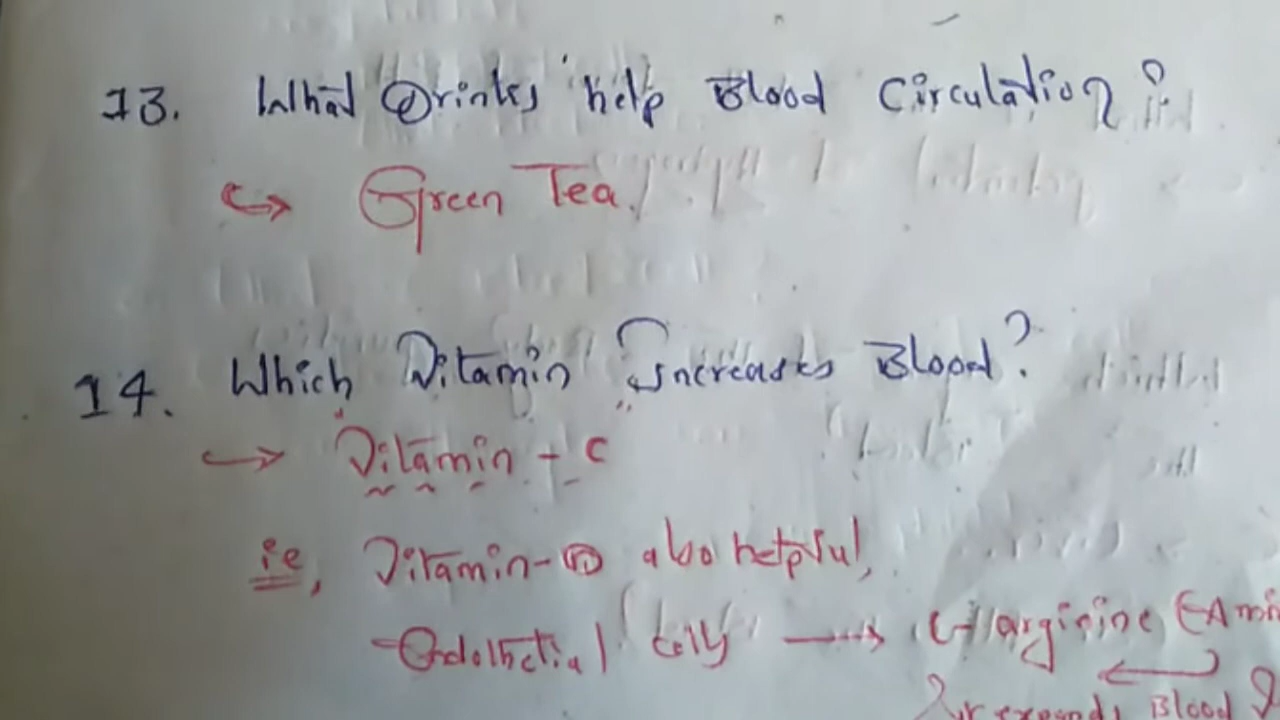 13. What Drinks help Blood Circulation?
↪ Green Tea.
14. Which Vitamin Increases Blood?
↪ Vitamin - C
ie, Vitamin-D also helpful,
Endothelial cells → arginine
expands Blood